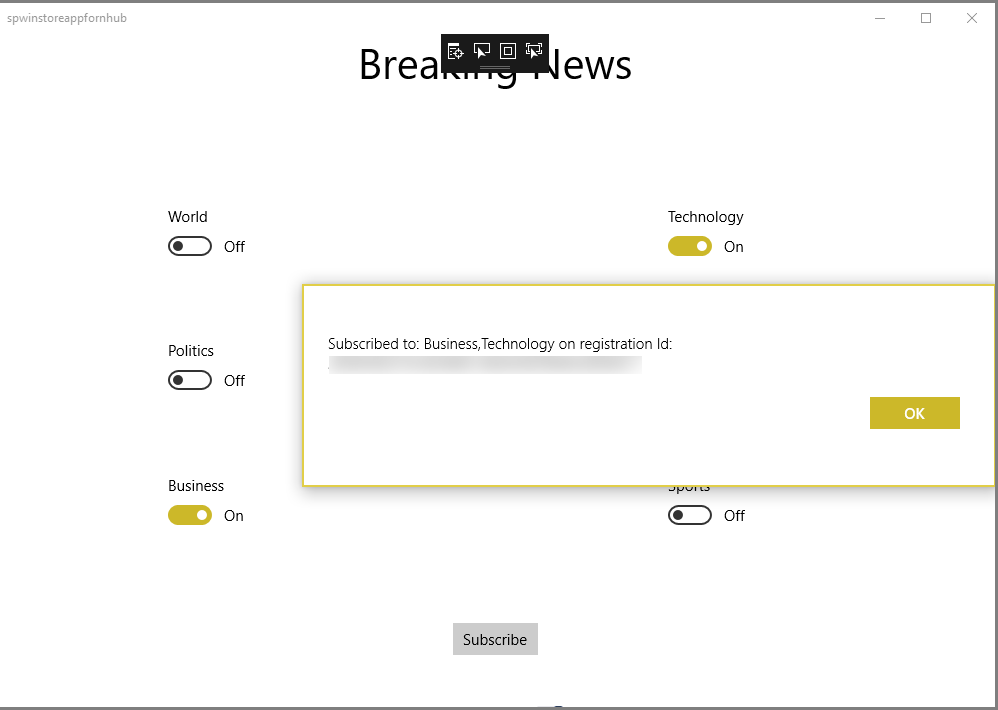 spwinstoreappfornhub
Breaking News
World
Off
Technology
On
Subscribed to: Business,Technology on registration Id:
OK
Politics
Off
Business
On
Sports
Off
Subscribe